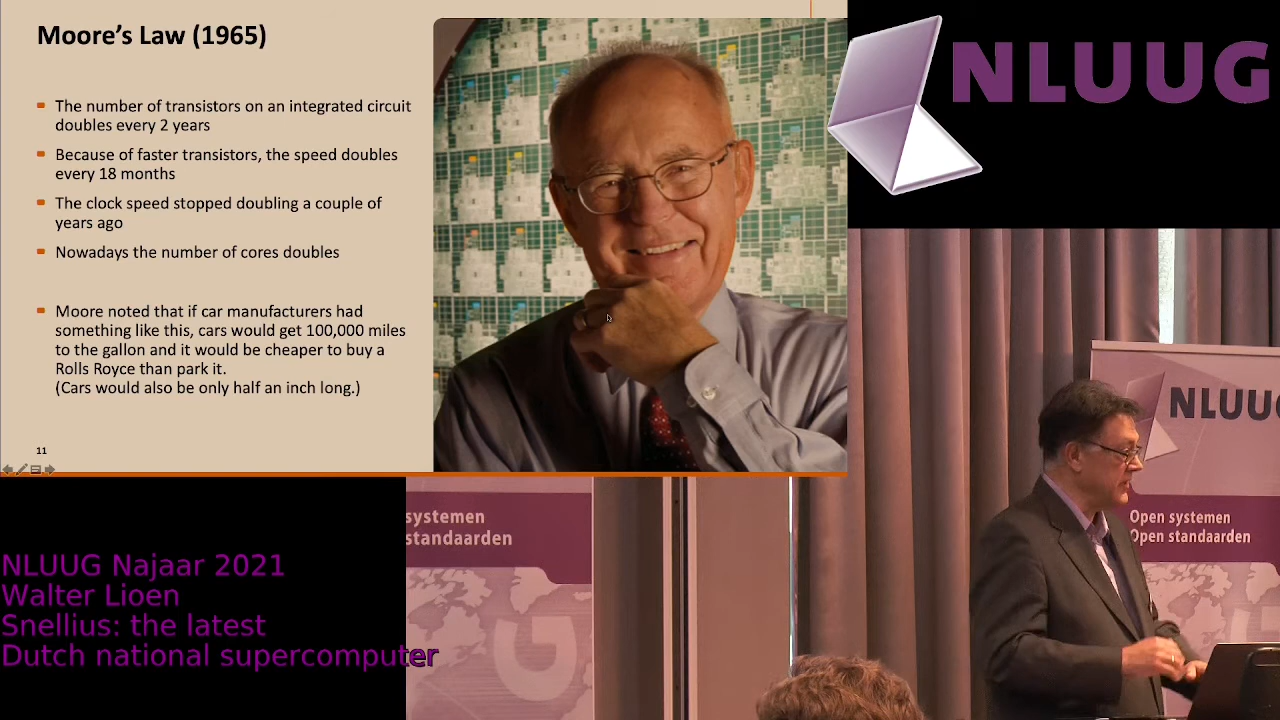 Moore's Law (1965)
The number of transistors on an integrated circuit
doubles every 2 years
Because of faster transistors, the speed doubles
every 18 months
The clock speed stopped doubling a couple of
years ago
Nowadays the number of cores doubles
Moore noted that if car manufacturers had
something like this, cars would get 100,000 miles
to the gallon and it would be cheaper to buy a
Rolls Royce than park it.
(Cars would also be only half an inch long.)
11
NLUUG
NLUU
Open systemen
Open standaarden
systemen
standaarden
G
NLUUG Najaar 2021
Walter Lioen
Snellius: the latest
Dutch national supercomputer